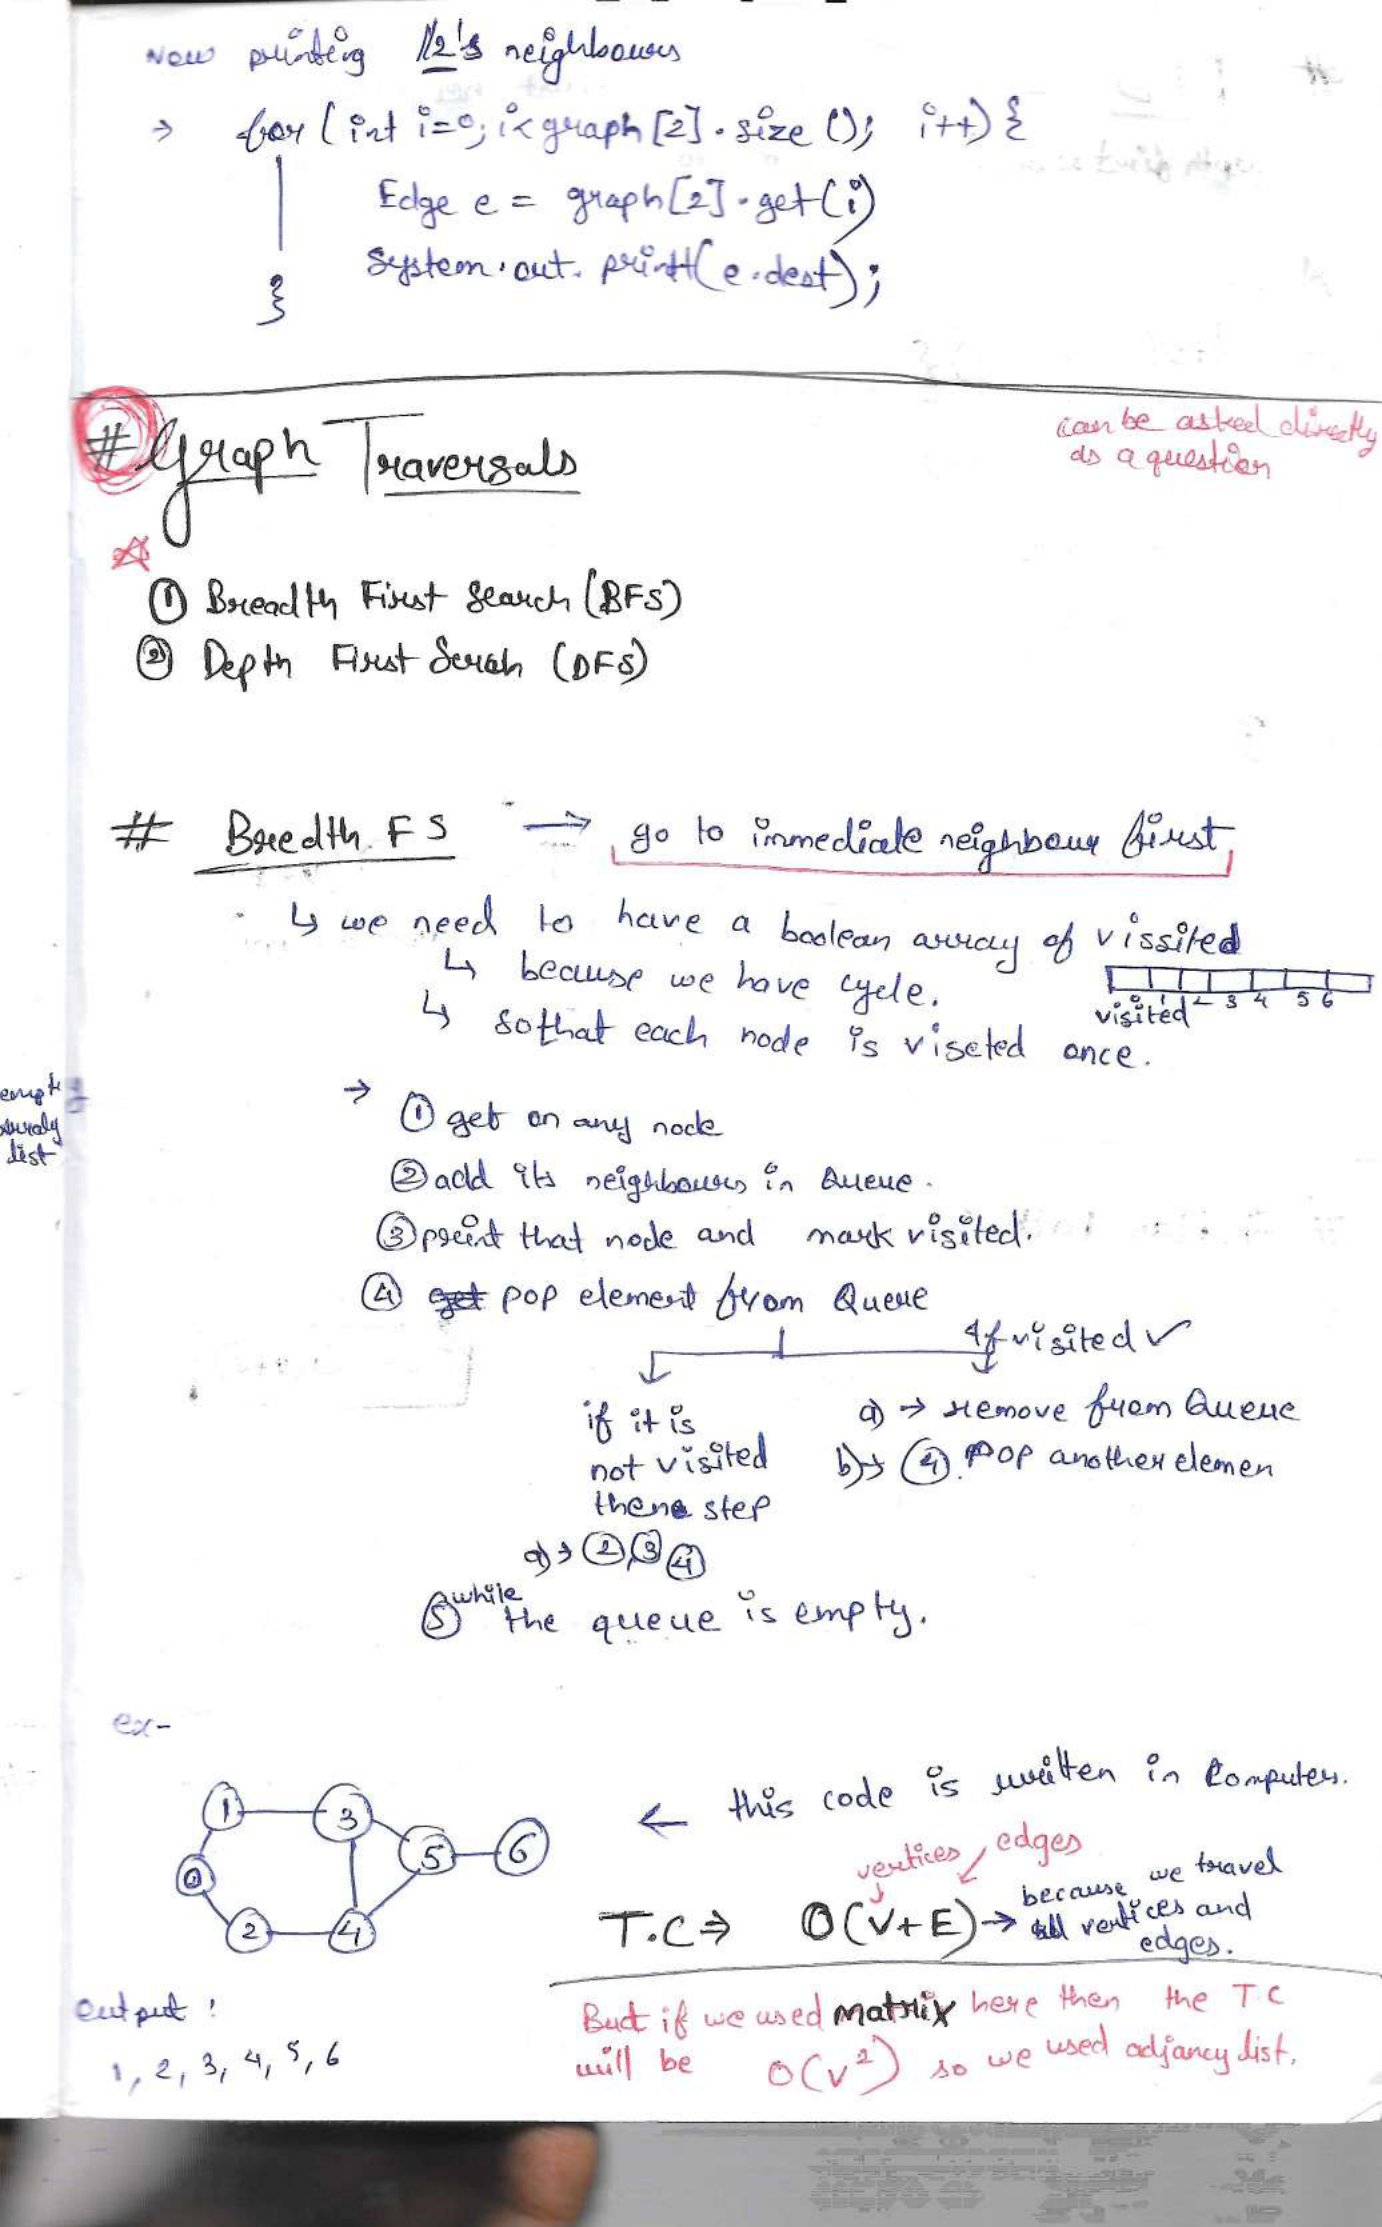 Now printing 2's neighbours
→ for (int i=0; i<graph[2].size (); i++) {
Edge e = graph[2].get(i)
System.out.print(e.dest);
}
can be asked directly
as a question
# Graph Traversals
① Breadth First Search (BFS)
② Depth First Serah (DFS)
# Bredth FS → go to immediate neighbour first
↳ we need to have a boolean array of vissited
↳ because we have cycle.
0 1 2 3 4 5 6
visited
↳ sothat each node is viseted once.
empty
array
list
→
① get on any node
② add its neighbours in Queue.
③ print that node and mark visited.
④ get pop element from Queue
If visited ✓
if it is
not visited
then step
a) → ② ③ ④
a) → remove from Queue
b) → ④. Pop another elemen
⑤ while the queue is empty.
ex-
1 3 5 6
0 2 4
← this code is written in Computer.
vertices edges
T.C ⇒ O(V+E) → because we travel
all vertices and
edges.
output :
1, 2, 3, 4, 5, 6
But if we used matrix here then the TC
will be O(v²) so we used adjancy list.